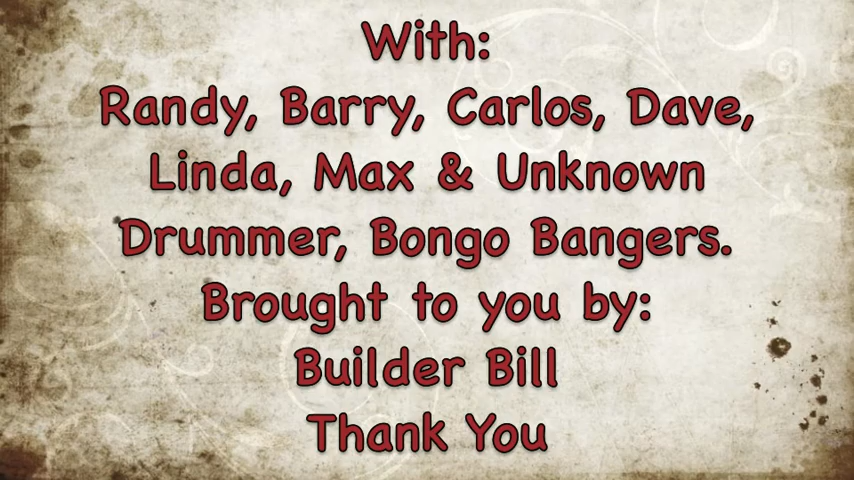 With:
Randy, Barry, Carlos, Dave,
Linda, Max & Unknown
Drummer, Bongo Bangers.
Brought to you by:
Builder Bill
Thank You